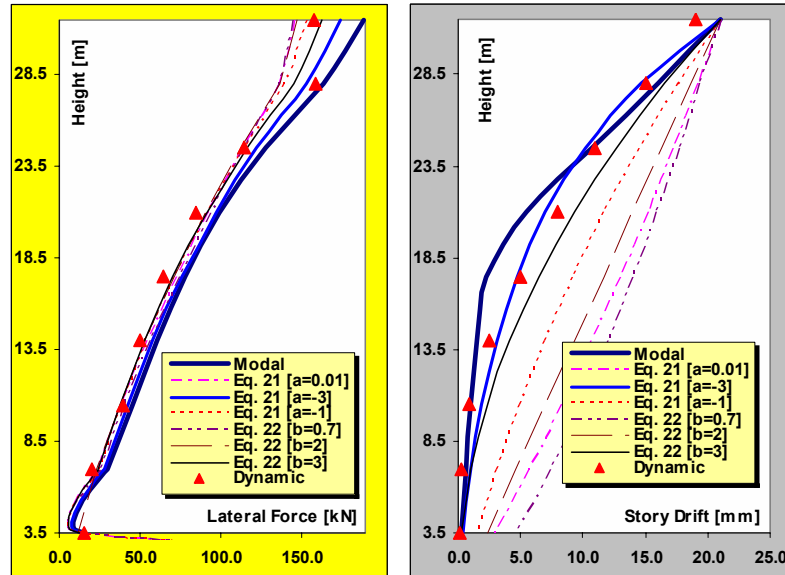 Height [m]
28.5
23.5
18.5
13.5
8.5
3.5
Modal
Eq. 21 [a=0.01]
Eq. 21 [a=-3]
Eq. 21 [a=-1]
Eq. 22 [b=0.7]
Eq. 22 [b=2]
Eq. 22 [b=3]
Dynamic
Lateral Force [kN]
0.0 50.0 100.0 150.0
Height [m]
28.5
23.5
18.5
13.5
8.5
3.5
Modal
Eq. 21 [a=0.01]
Eq. 21 [a=-3]
Eq. 21 [a=-1]
Eq. 22 [b=0.7]
Eq. 22 [b=2]
Eq. 22 [b=3]
Dynamic
Story Drift [mm]
0.0 5.0 10.0 15.0 20.0 25.0